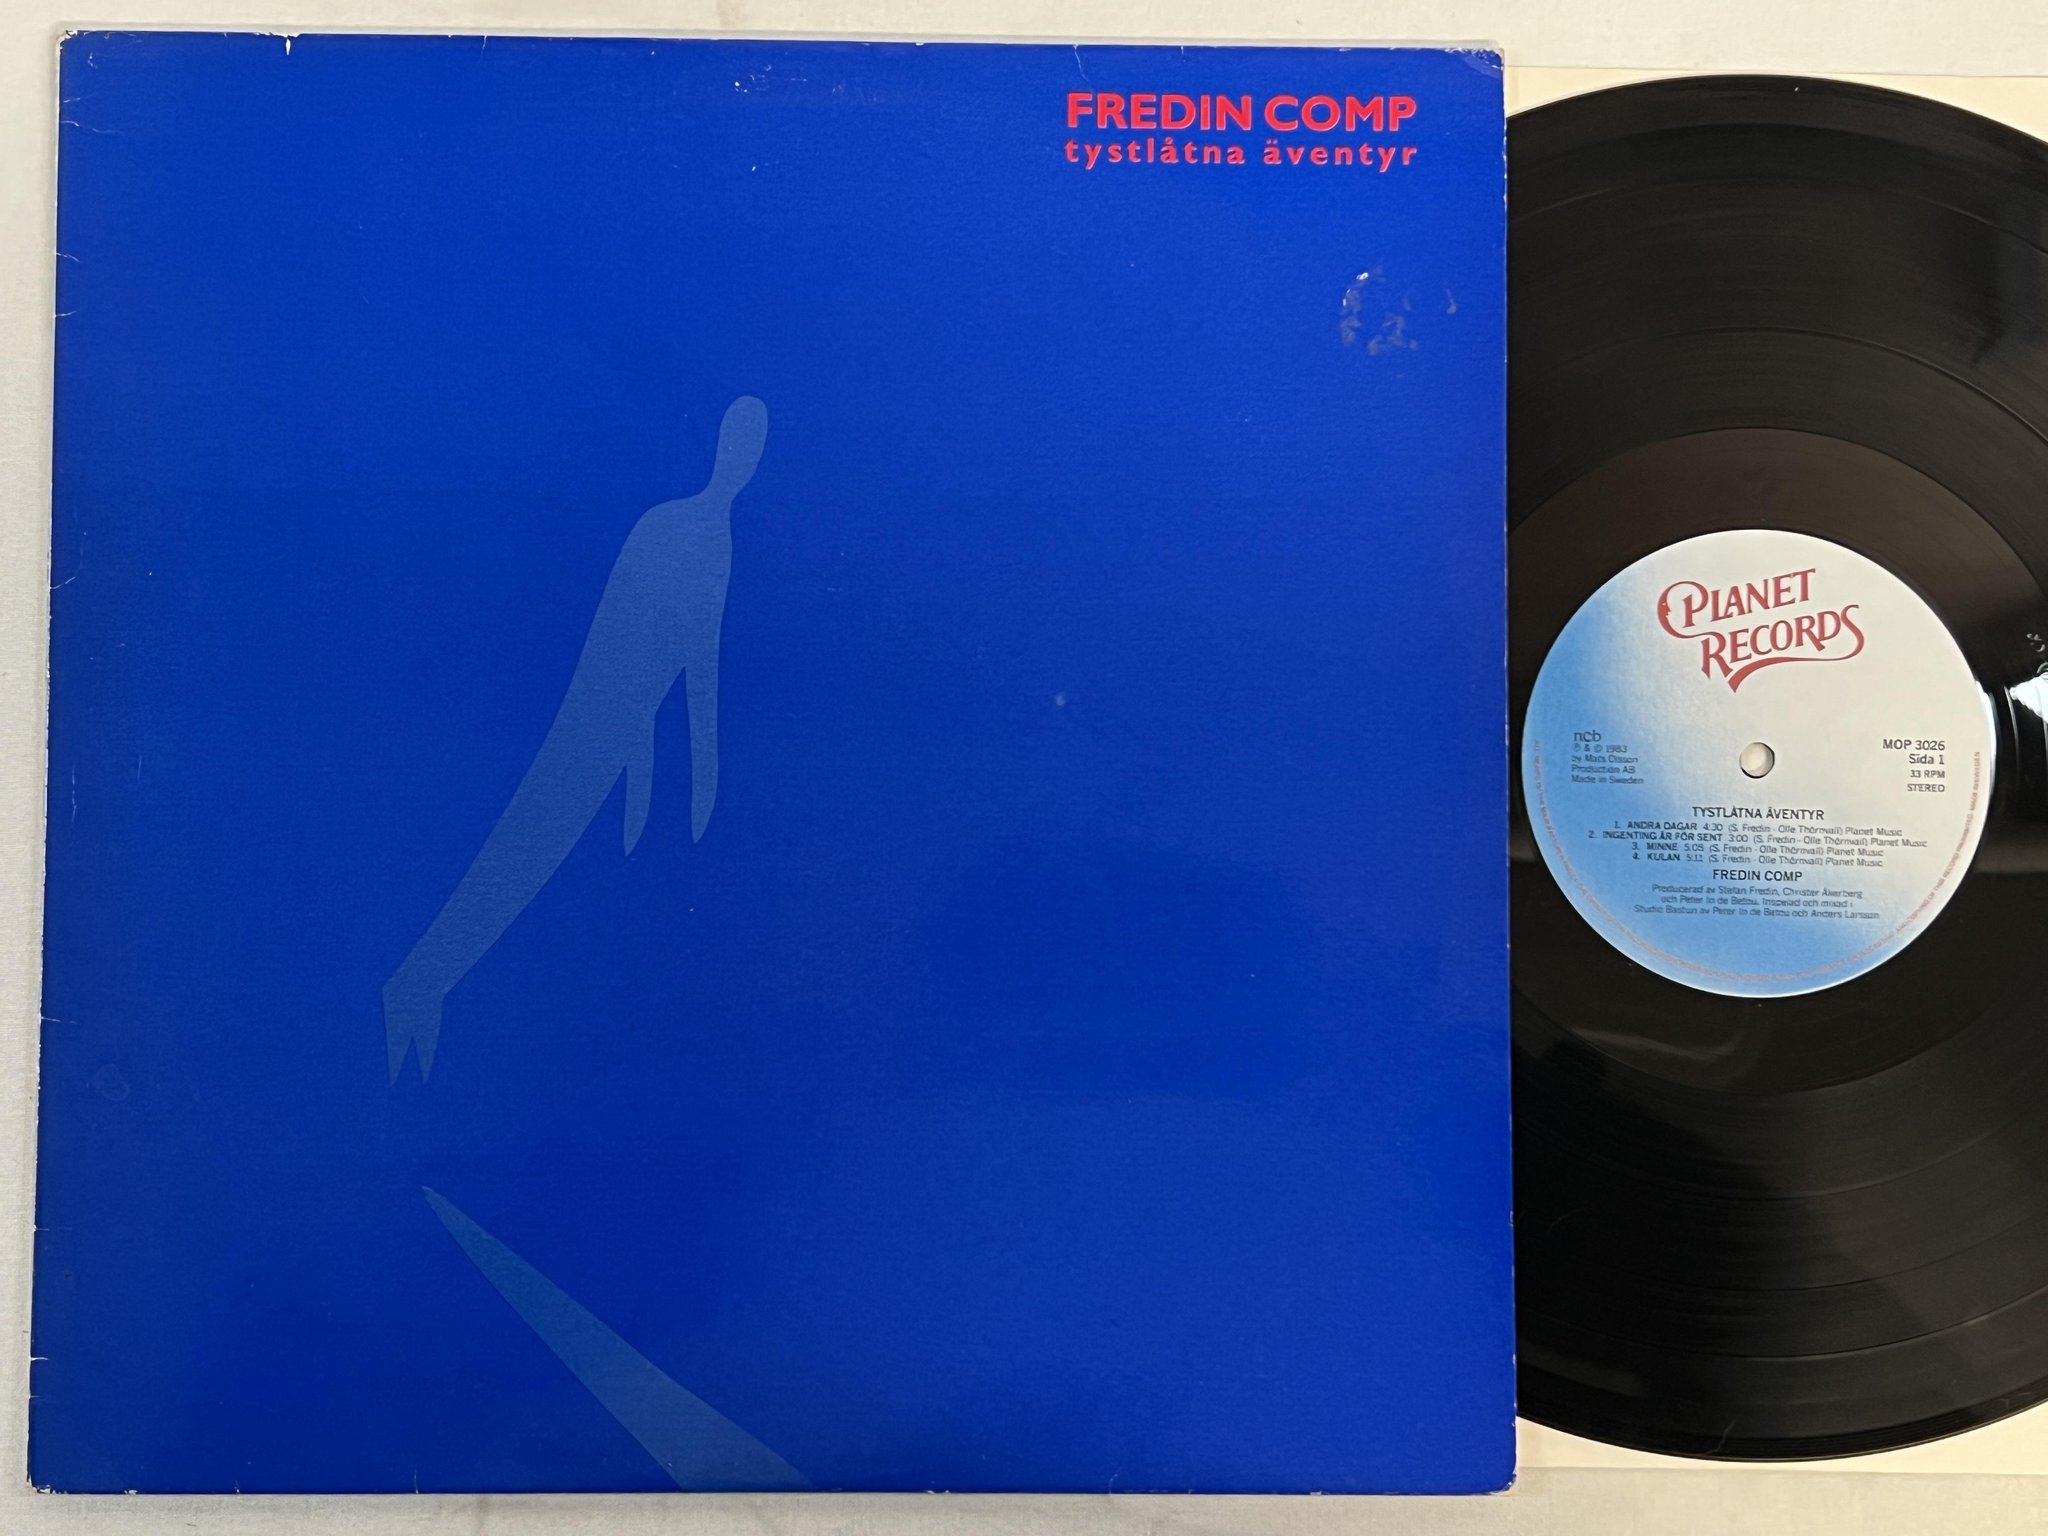 FREDIN COMP
tystlåtna äventyr
PLANET
RECORDS
ncb
℗ & © 1983
by Mats Olsson
Production AB
Made in Sweden
MOP 3026
Sida 1
33 RPM
STEREO
TYSTLÅTNA ÄVENTYR
1. ANDRA DAGAR 4:30 (S. Fredin - Olle Thörnvall) Planet Music
2. INGENTING ÄR FÖR SENT 3:00 (S. Fredin - Olle Thörnvall) Planet Music
3. MINNE 5:05 (S. Fredin - Olle Thörnvall) Planet Music
4. KULAN 5:11 (S. Fredin - Olle Thörnvall) Planet Music
FREDIN COMP
Producerad av Stefan Fredin, Christer Åkerberg
och Peter In de Betou. Inspelad och mixad i
Studio Bastun av Peter In de Betou och Anders Larsson